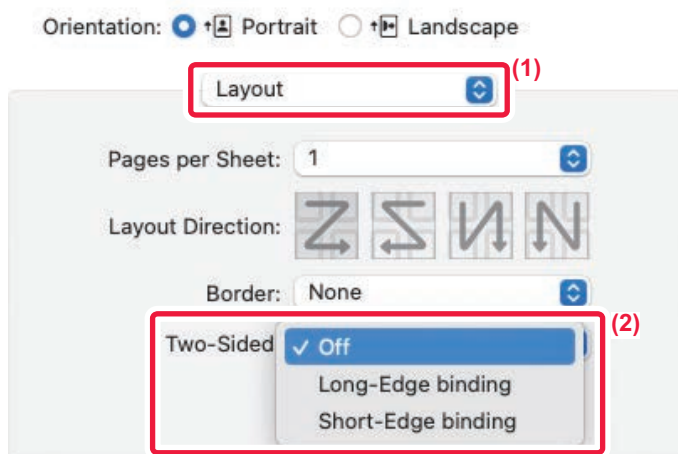 Orientation: Portrait Landscape
(1)
Layout
Pages per Sheet: 1
Layout Direction:
Border: None
(2)
Two-Sided ✓ Off
Long-Edge binding
Short-Edge binding